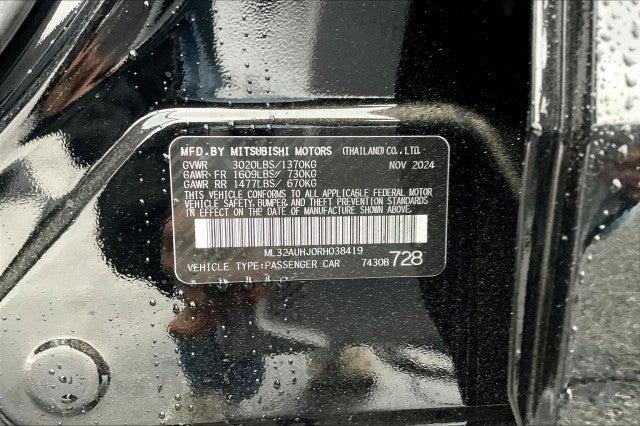 MFD. BY MITSUBISHI MOTORS (THAILAND) CO., LTD.
GVWR 3020LBS/1370KG NOV 2024
GAWR FR 1609LBS/ 730KG
GAWR RR 1477LBS/ 670KG
THIS VEHICLE CONFORMS TO ALL APPLICABLE FEDERAL MOTOR
VEHICLE SAFETY, BUMPER, AND THEFT PREVENTION STANDARDS
IN EFFECT ON THE DATE OF MANUFACTURE SHOWN ABOVE.
ML32AUHJ0RH038419
VEHICLE TYPE:PASSENGER CAR 7430B 728